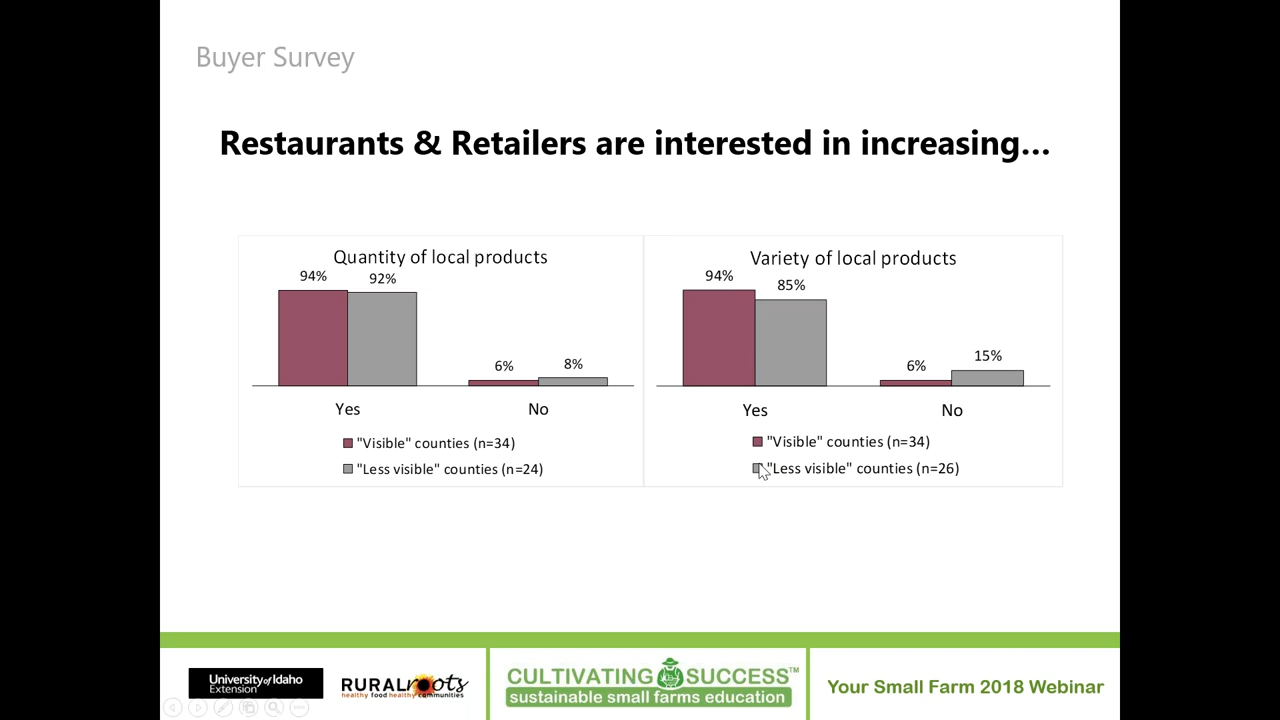 Buyer Survey
Restaurants & Retailers are interested in increasing...
Quantity of local products
94%
92%
6%
8%
Yes
No
"Visible" counties (n=34)
"Less visible" counties (n=24)
Variety of local products
94%
85%
6%
15%
Yes
No
"Visible" counties (n=34)
"Less visible" counties (n=26)
University of Idaho
Extension
RURAL roots
healthy food healthy communities
CULTIVATING SUCCESS™
sustainable small farms education
Your Small Farm 2018 Webinar